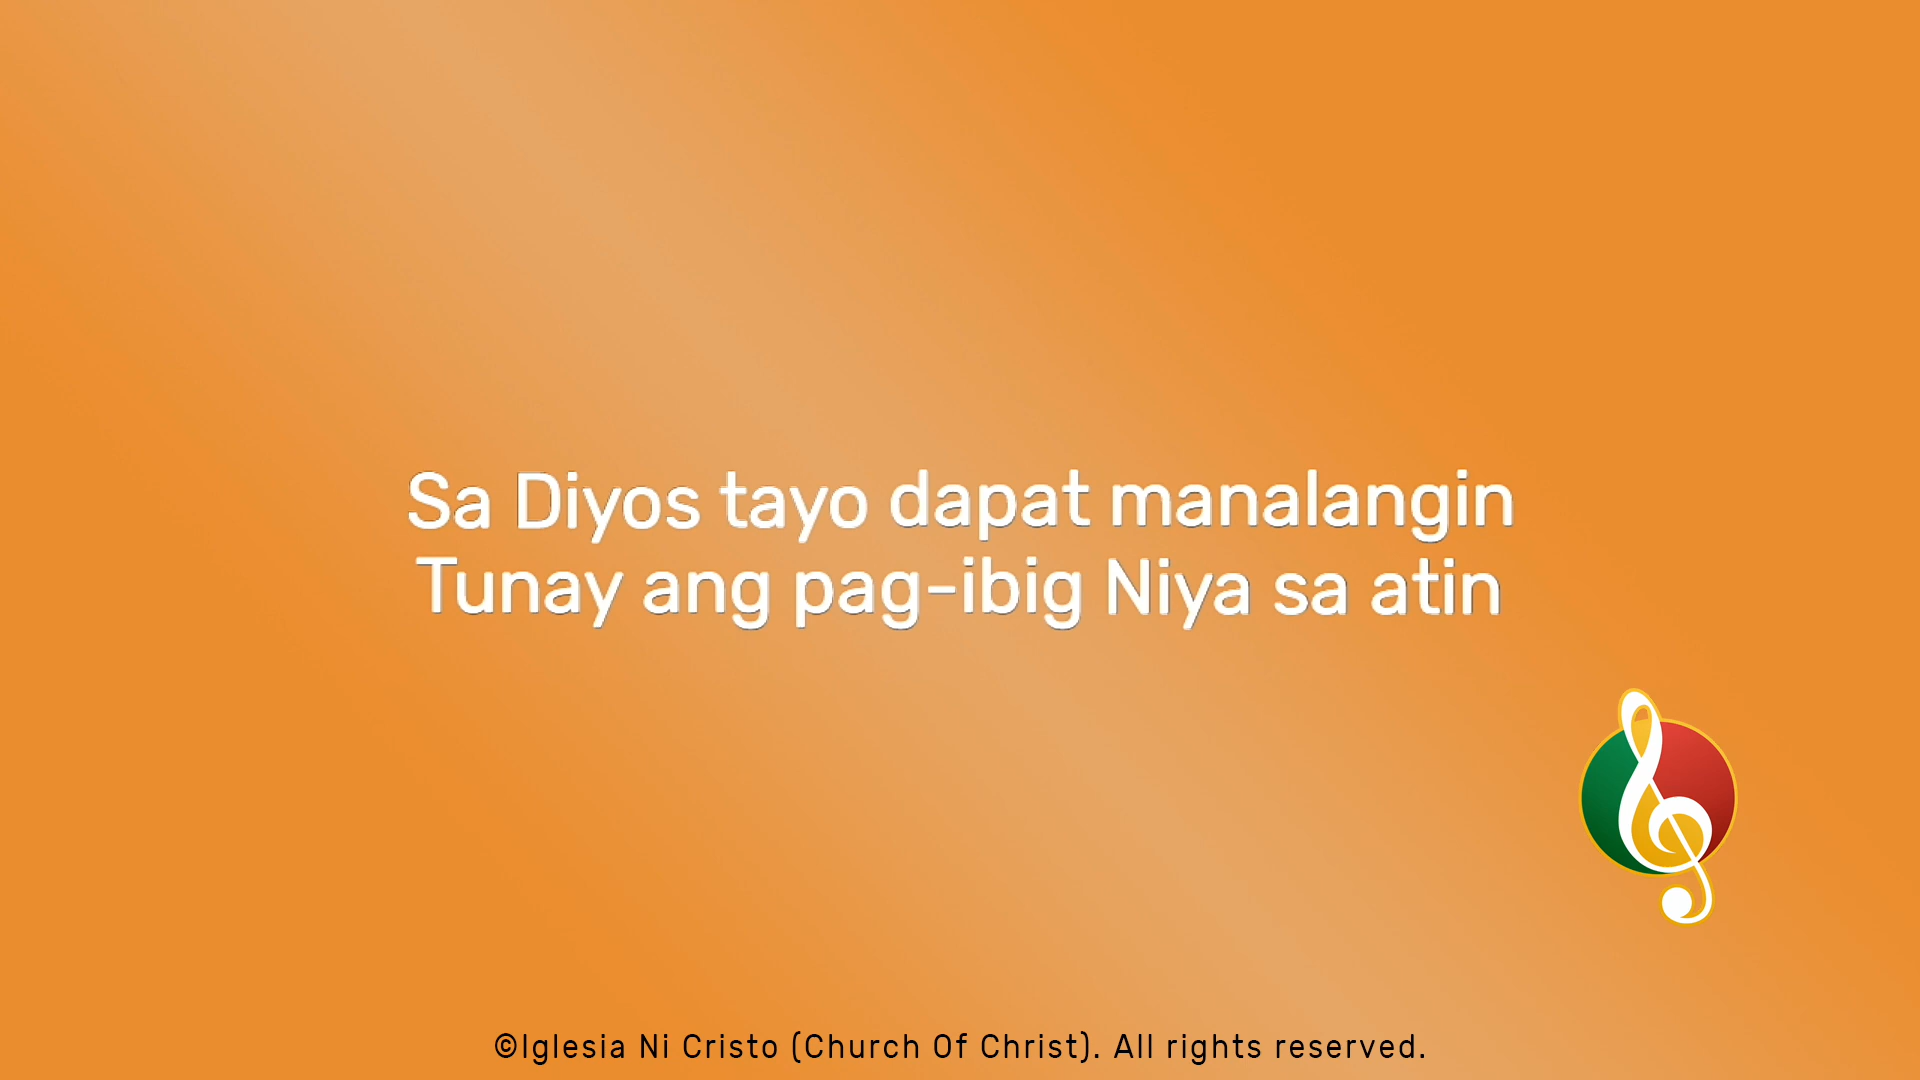 Sa Diyos tayo dapat manalangin
Tunay ang pag-ibig Niya sa atin
©Iglesia Ni Cristo (Church Of Christ). All rights reserved.